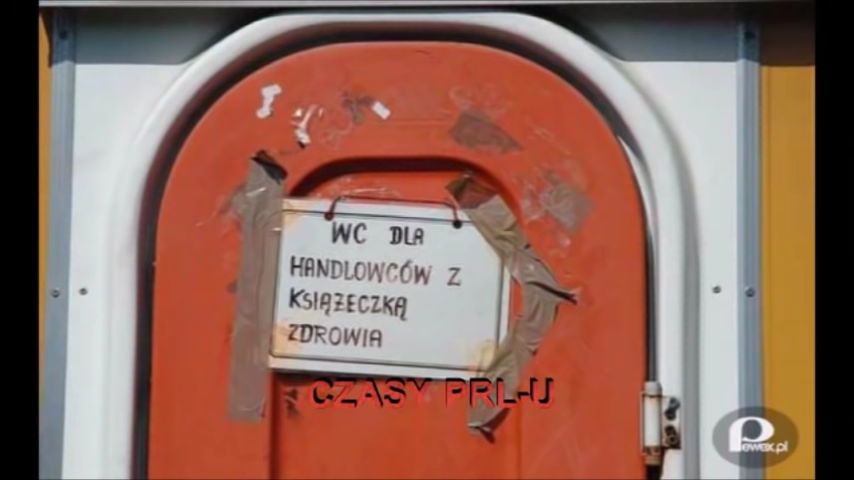 WC DLA
HANDLOWCÓW Z
KSIĄŻECZKĄ
ZDROWIA
CZASY PRL-U
Pewex.pl